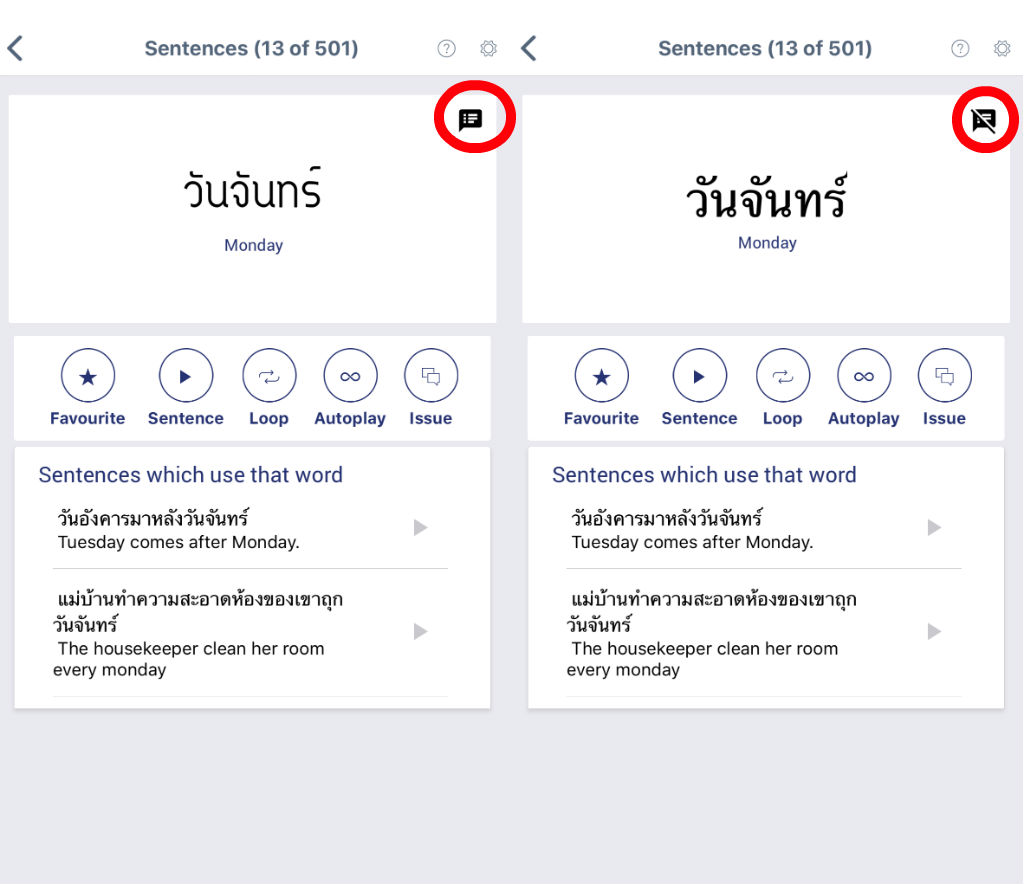 Sentences (13 of 501)
วันจันทร์
Monday
Favourite Sentence Loop Autoplay Issue
Sentences which use that word
วันอังคารมาหลังวันจันทร์
Tuesday comes after Monday.
แม่บ้านทำความสะอาดห้องของเขาถูก
วันจันทร์
The housekeeper clean her room
every monday
Sentences (13 of 501)
วันจันทร์
Monday
Favourite Sentence Loop Autoplay Issue
Sentences which use that word
วันอังคารมาหลังวันจันทร์
Tuesday comes after Monday.
แม่บ้านทำความสะอาดห้องของเขาถุก
วันจันทร์
The housekeeper clean her room
every monday